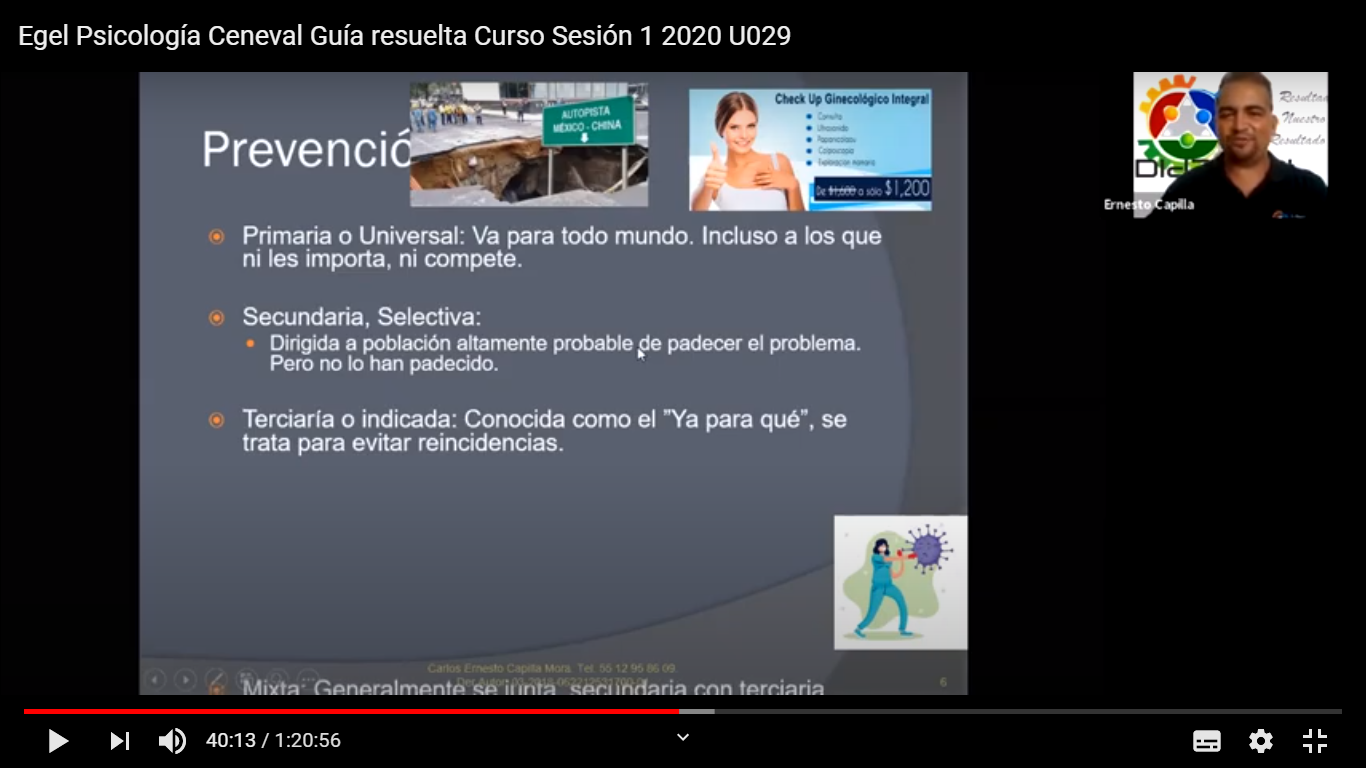 Egel Psicología Ceneval Guía resuelta Curso Sesión 1 2020 U029
Prevenció
AUTOPISTA
MÉXICO - CHINA
Check Up Ginecológico Integral
Consulta
Ultrasonido
Papanicolaou
Colposcopia
Exploracion mamaria
De $1,600 a sólo $1,200
Resulta
Nuestro
Resultado
Ernesto Capilla
Primaria o Universal: Va para todo mundo. Incluso a los que
ni les importa, ni compete.
Secundaria, Selectiva:
Dirigida a población altamente probable de padecer el problema.
Pero no lo han padecido.
Terciaría o indicada: Conocida como el ”Ya para qué”, se
trata para evitar reincidencias.
Carlos Ernesto Capilla Mora. Tel. 55 12 95 86 09.
Mixta: Generalmente se junta, secundaria con terciaria
6
40:13 / 1:20:56